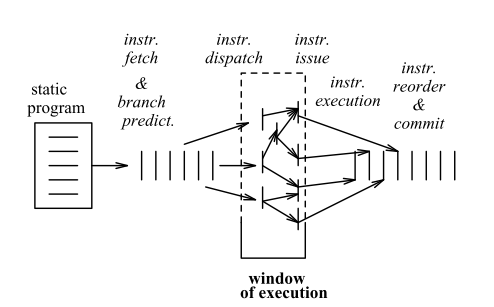 static
program
instr.
fetch
&
branch
predict.
instr.
dispatch
instr.
issue
instr.
execution
instr.
reorder
&
commit
window
of execution